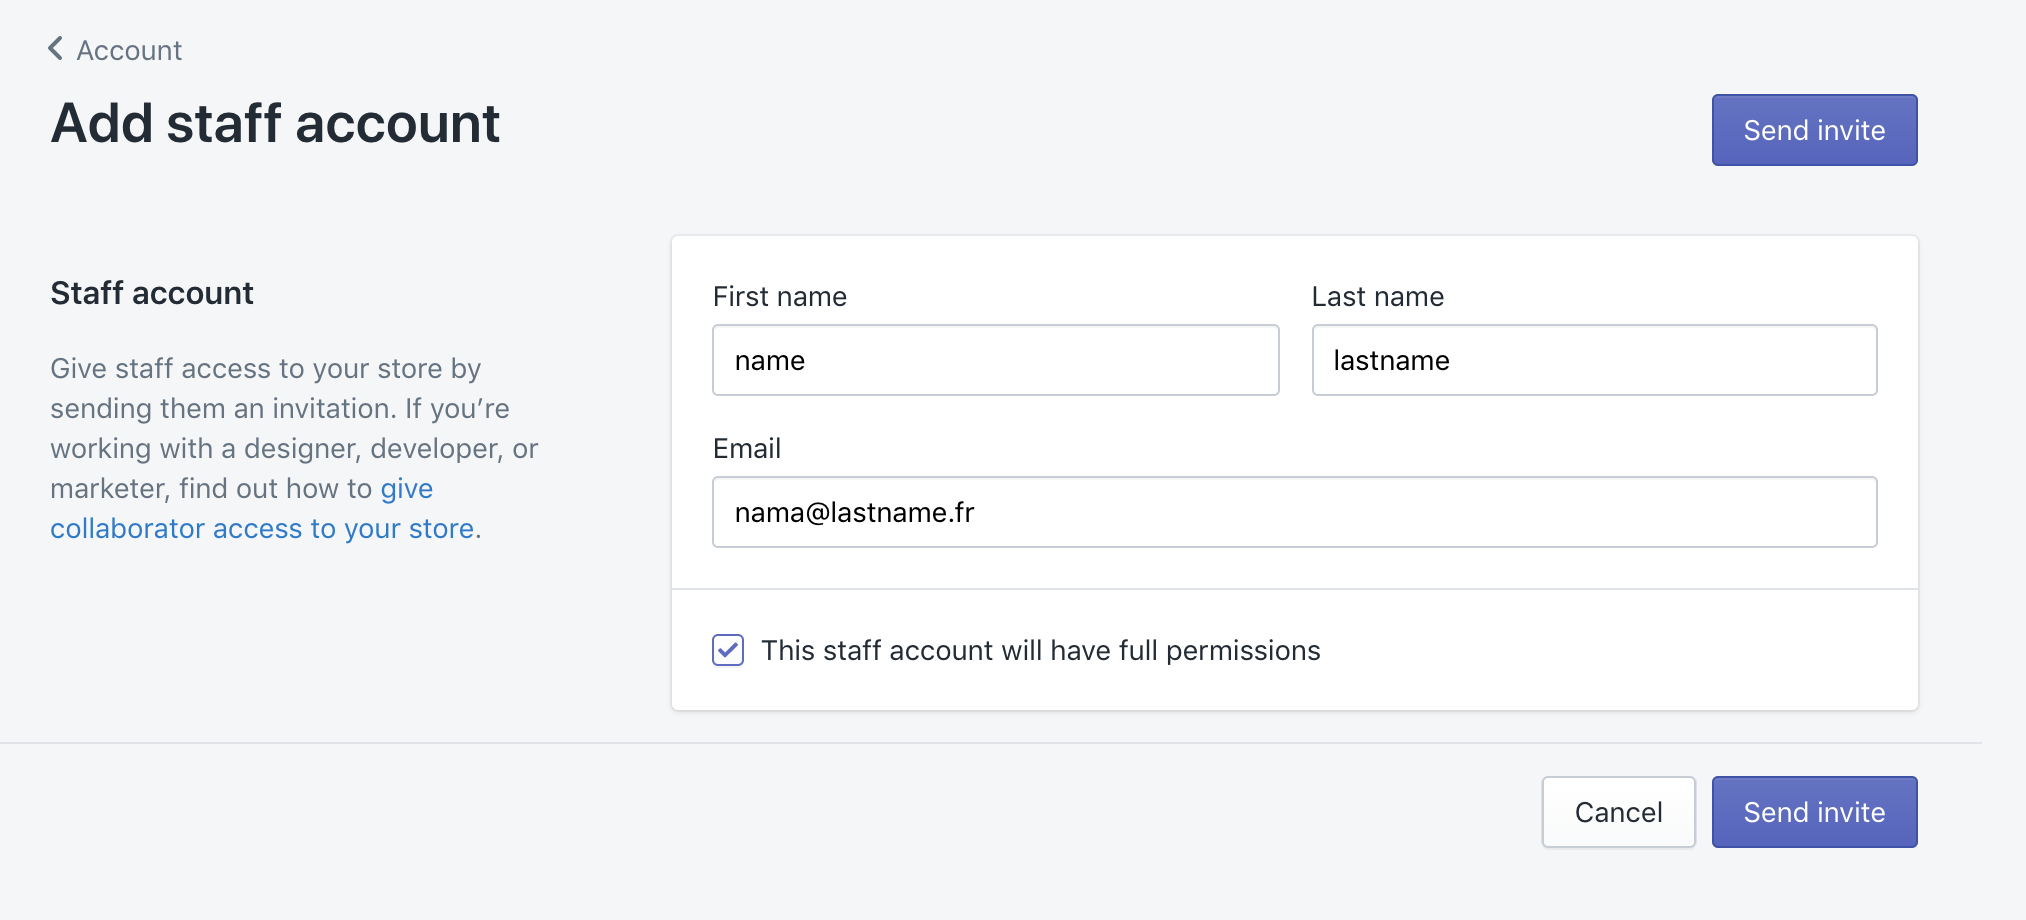 Account
Add staff account
Send invite
Staff account
Give staff access to your store by
sending them an invitation. If you’re
working with a designer, developer, or
marketer, find out how to give
collaborator access to your store.
First name
Last name
name
lastname
Email
nama@lastname.fr
This staff account will have full permissions
Cancel
Send invite